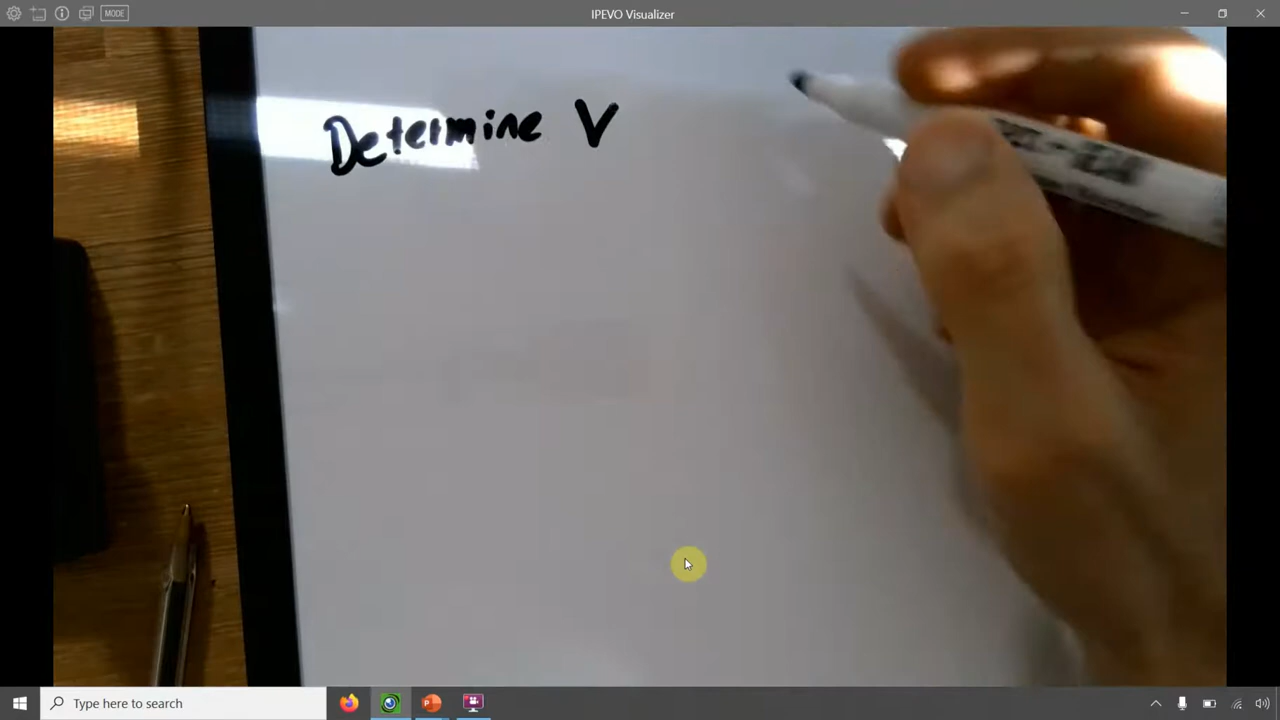 MODE
IPEVO Visualizer
Determine V
Type here to search